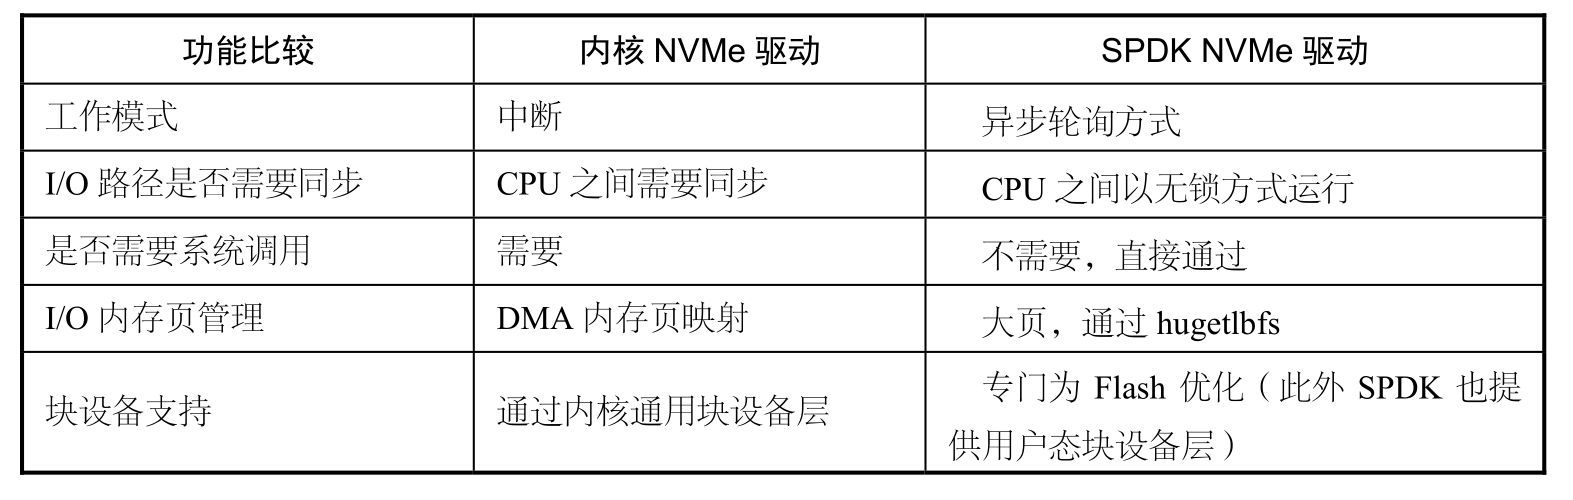 功能比较 内核 NVMe 驱动 SPDK NVMe 驱动
工作模式 中断 异步轮询方式
I/O 路径是否需要同步 CPU 之间需要同步 CPU 之间以无锁方式运行
是否需要系统调用 需要 不需要，直接通过
I/O 内存页管理 DMA 内存页映射 大页，通过 hugetlbfs
块设备支持 通过内核通用块设备层 专门为 Flash 优化（此外 SPDK 也提
供用户态块设备层）